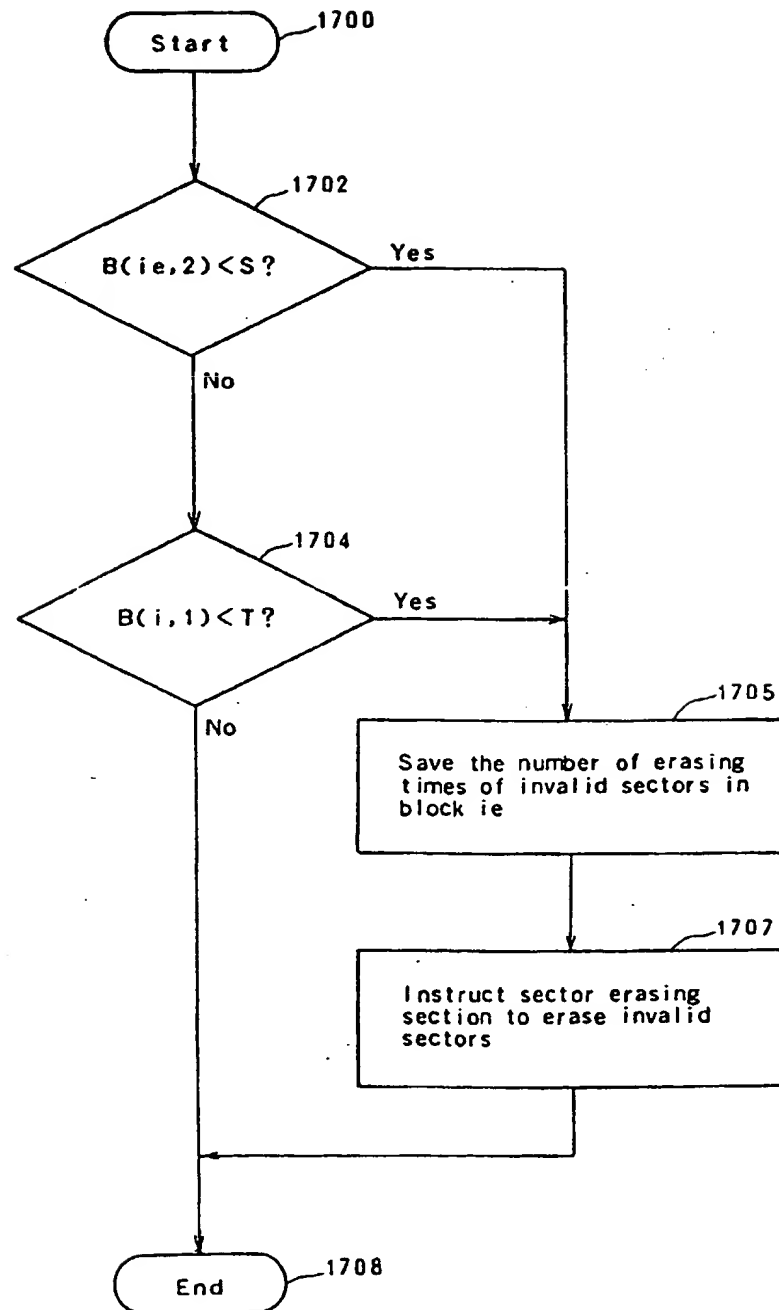 1700
Start
1702
B(ie,2)<S?
Yes
No
1704
B(i,1)<T?
Yes
No
1705
Save the number of erasing
times of invalid sectors in
block ie
1707
Instruct sector erasing
section to erase invalid
sectors
End
1708